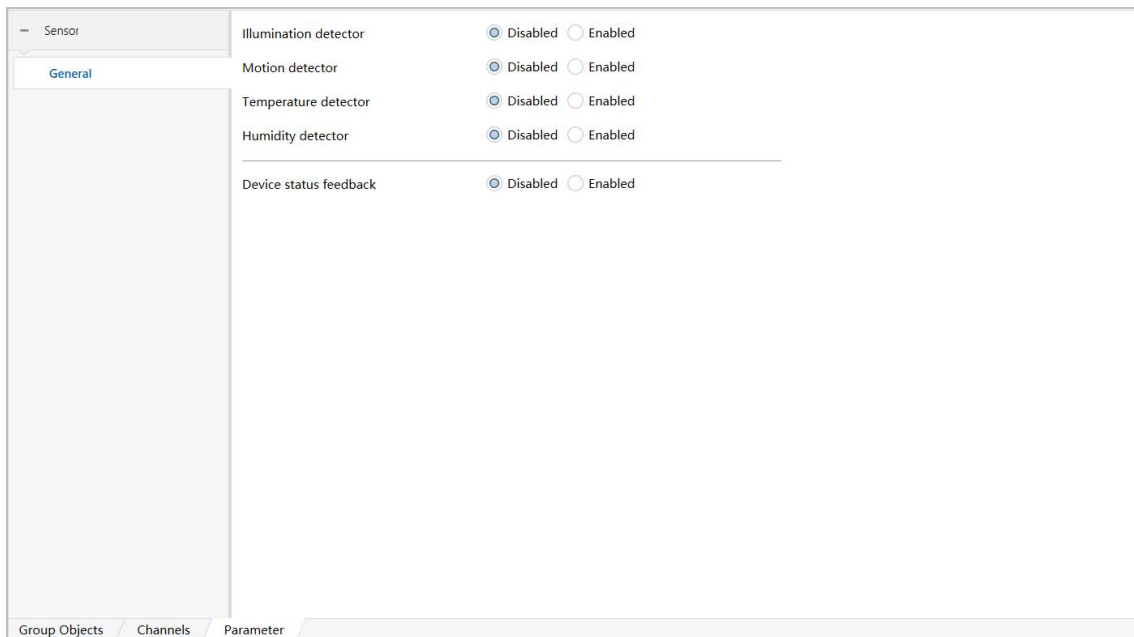 Sensor
General
Illumination detector Disabled Enabled
Motion detector Disabled Enabled
Temperature detector Disabled Enabled
Humidity detector Disabled Enabled
Device status feedback Disabled Enabled
Group Objects Channels Parameter